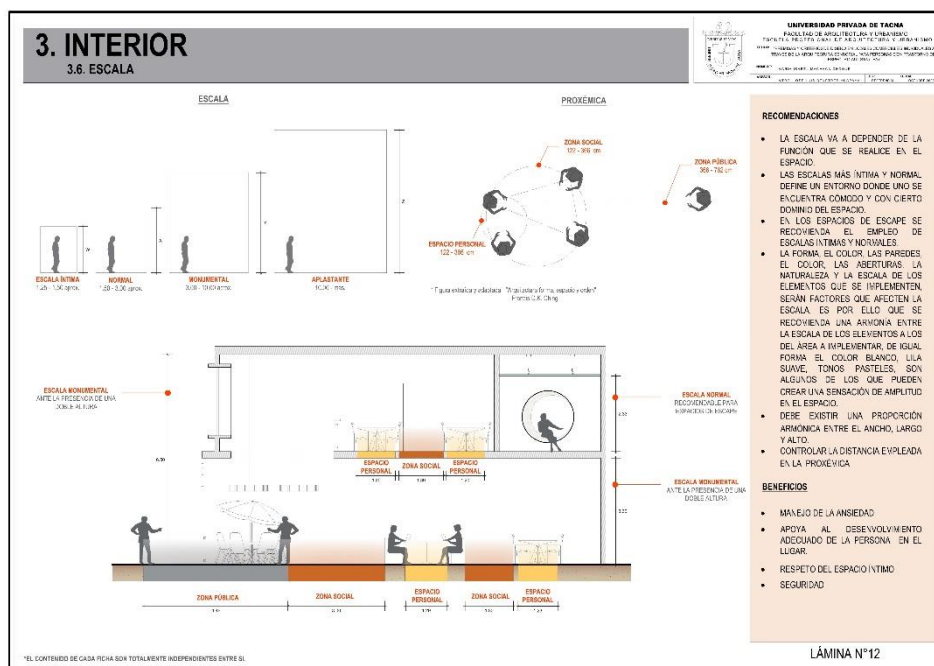 3. INTERIOR
3.6. ESCALA
UNIVERSIDAD PRIVADA DE TACNA
FACULTAD DE ARQUITECTURA Y URBANISMO
ESCUELA PROFESIONAL DE ARQUITECTURA Y URBANISMO
ESCALA
PROXÉMICA
ZONA SOCIAL
122 - 366 cm
ZONA PÚBLICA
ESPACIO PERSONAL
ESCALA ÍNTIMA
NORMAL
MONUMENTAL
APLASTANTE
Francis D.K. Ching
ESCALA MONUMENTAL
ANTE LA PRESENCIA DE UNA
DOBLE ALTURA
ESCALA NORMAL
RECOMENDABLE PARA
ESPACIOS DE ESCAPE
ESPACIO
PERSONAL
ZONA SOCIAL
ESPACIO
PERSONAL
ESCALA MONUMENTAL
ANTE LA PRESENCIA DE UNA
DOBLE ALTURA
ZONA PÚBLICA
ZONA SOCIAL
ESPACIO
PERSONAL
ZONA SOCIAL
ESPACIO
PERSONAL
RECOMENDACIONES
• LA ESCALA VA A DEPENDER DE LA
FUNCIÓN QUE SE REALICE EN EL
ESPACIO.
• LAS ESCALAS MÁS ÍNTIMA Y NORMAL
DEFINE UN ENTORNO DONDE UNO SE
ENCUENTRA CÓMODO Y CON CIERTO
DOMINIO DEL ESPACIO.
• EN LOS ESPACIOS DE ESCAPE SE
RECOMIENDA EL EMPLEO DE
ESCALAS INTIMAS Y NORMALES.
• LA FORMA, EL COLOR, LAS PAREDES,
EL COLOR, LAS ABERTURAS, LA
NATURALEZA Y LA ESCALA DE LOS
ELEMENTOS QUE SE IMPLEMENTEN,
SERÁN FACTORES QUE AFECTEN LA
ESCALA, ES POR ELLO QUE SE
RECOMIENDA UNA ARMONÍA ENTRE
LA ESCALA DE LOS ELEMENTOS A LOS
DEL ÁREA A IMPLEMENTAR, DE IGUAL
FORMA EL COLOR BLANCO, LILA
SUAVE, TONOS PASTELES, SON
ALGUNOS DE LOS QUE PUEDEN
CREAR UNA SENSACIÓN DE AMPLITUD
EN EL ESPACIO.
• DEBE EXISTIR UNA PROPORCIÓN
ARMÓNICA ENTRE EL ANCHO, LARGO
Y ALTO.
• CONTROLAR LA DISTANCIA EMPLEADA
EN LA PROXÉMICA
BENEFICIOS
• MANEJO DE LA ANSIEDAD
• APOYA AL DESENVOLVIMIENTO
ADECUADO DE LA PERSONA EN EL
LUGAR.
• RESPETO DEL ESPACIO ÍNTIMO
• SEGURIDAD
*EL CONTENIDO DE CADA FICHA SON TOTALMENTE INDEPENDIENTES ENTRE SI.
LÁMINA N°12